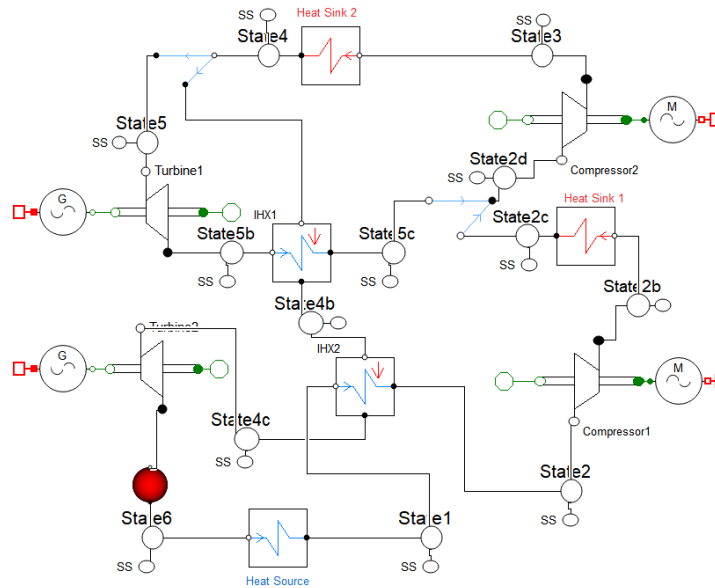 Heat Sink 2
SS
State4
SS
State3
M
State5
SS
Turbine1
State2d
SS
Compressor2
Heat Sink 1
G
IHX1
State2c
SS
State5b
SS
State5c
SS
State2b
SS
State4b
Turbine2
IHX2
G
M
State4c
SS
Compressor1
State2
SS
State6
SS
State1
SS
Heat Source